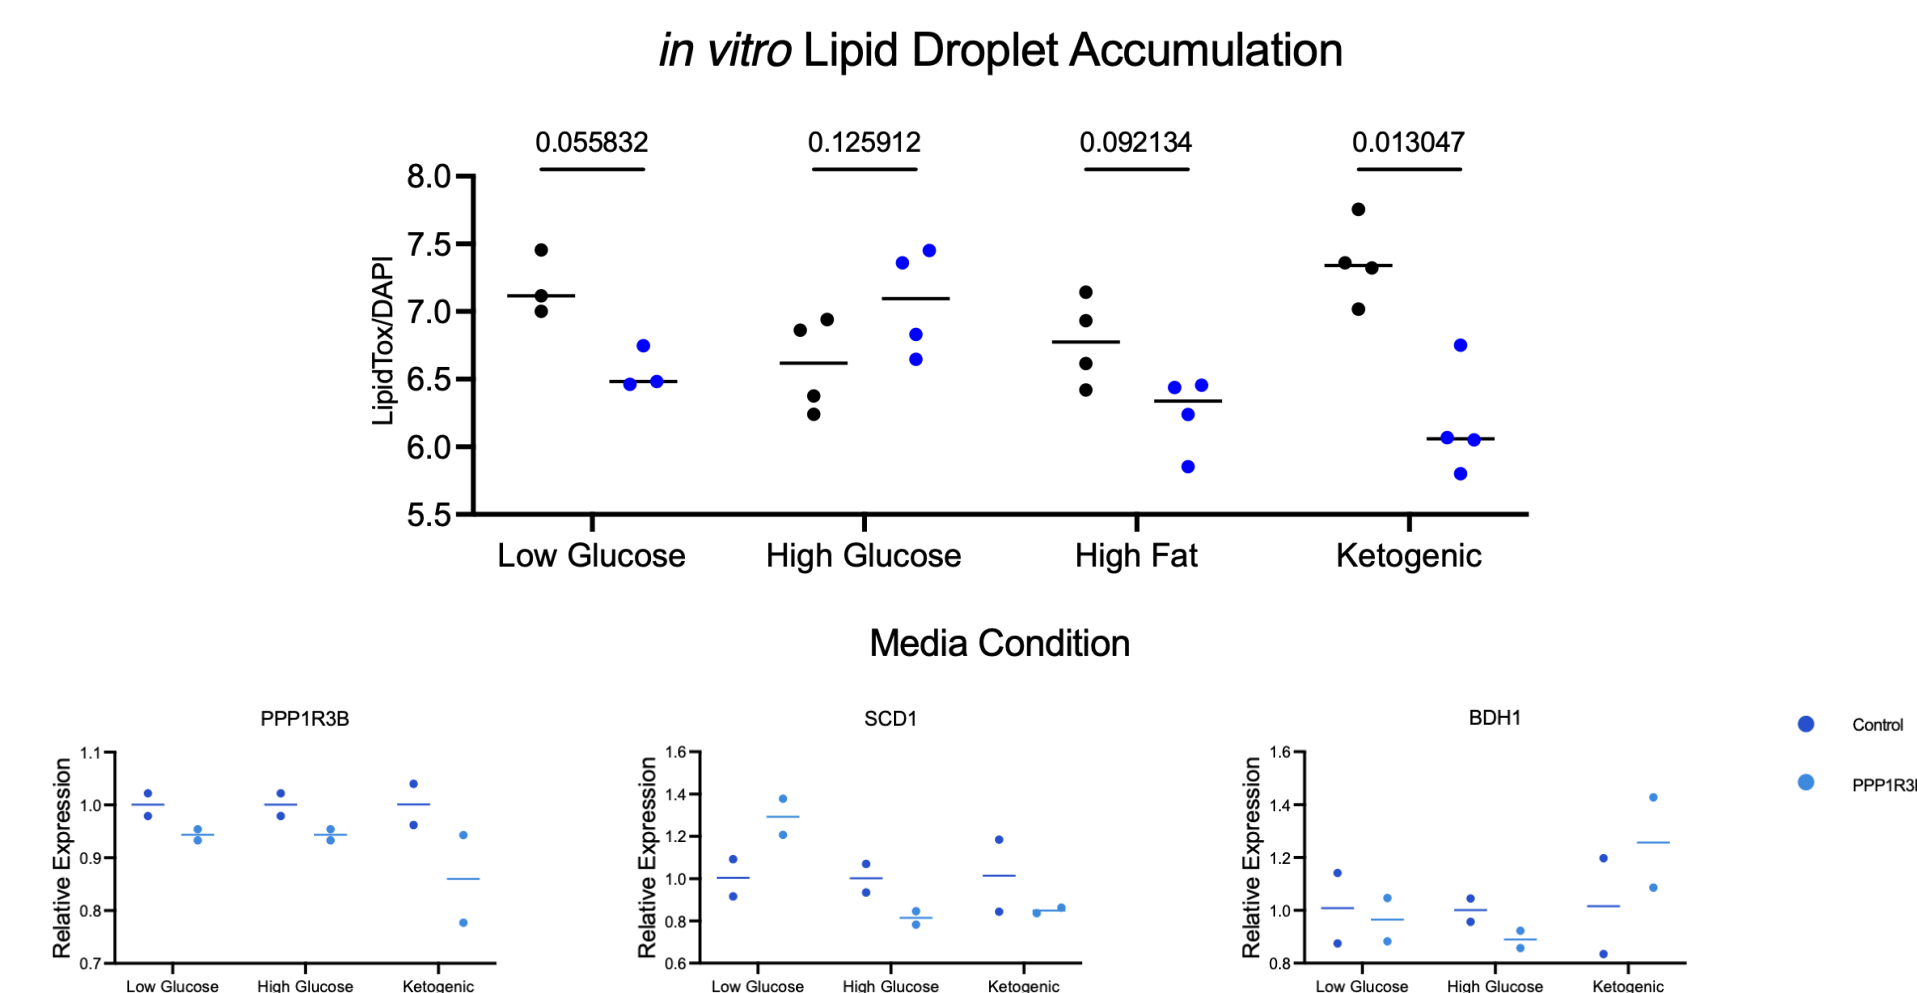 in vitro Lipid Droplet Accumulation
0.055832 0.125912 0.092134 0.013047
8.0
7.5
7.0
6.5
6.0
5.5
LipidTox/DAPI
Low Glucose High Glucose High Fat Ketogenic
Media Condition
PPP1R3B
1.1
1.0
0.9
0.8
0.7
Relative Expression
Low Glucose High Glucose Ketogenic
SCD1
1.6
1.4
1.2
1.0
0.8
0.6
Relative Expression
Low Glucose High Glucose Ketogenic
BDH1
1.6
1.4
1.2
1.0
0.8
Relative Expression
Low Glucose High Glucose Ketogenic
Control